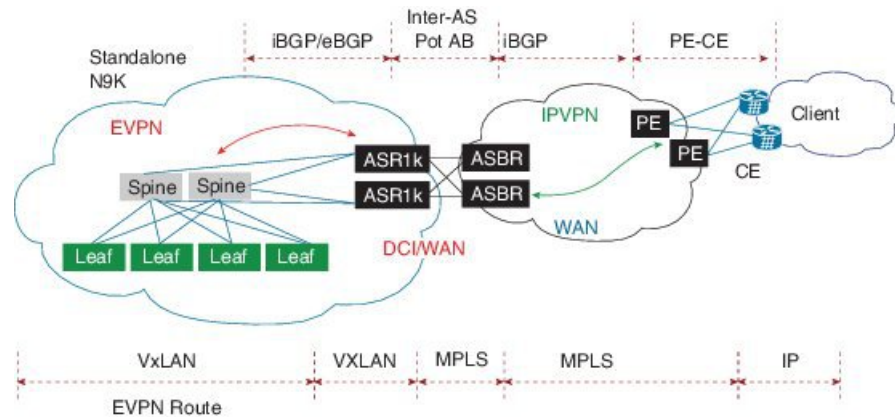 Inter-AS
iBGP/eBGP Pot AB iBGP PE-CE
Standalone
N9K
EVPN
IPVPN
Client
PE
PE
CE
ASR1k ASBR
ASR1k ASBR
Spine Spine
Leaf Leaf Leaf Leaf
DCI/WAN
WAN
VxLAN VXLAN MPLS MPLS IP
EVPN Route